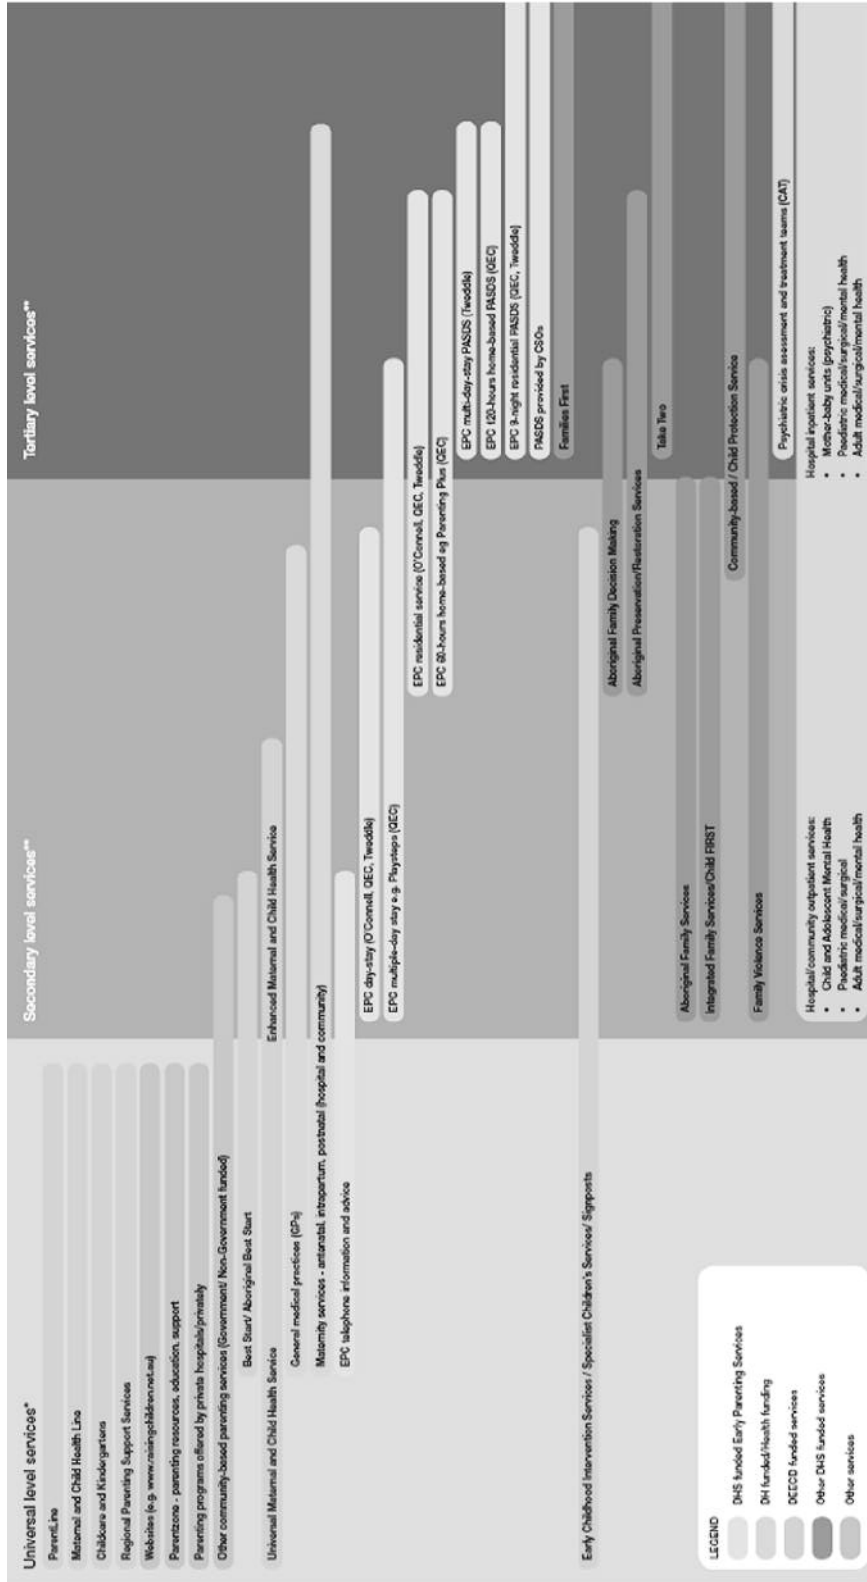 Universal level services*
Secondary level services**
Tertiary level services**
ParentLine
Maternal and Child Health Line
Childcare and Kindergartens
Regional Parenting Support Services
Websites (e.g. www.raisingchildren.net.au)
Parentzone - parenting resources, education, support
Parenting programs offered by private hospitals/privately
Other community-based parenting services (Government/ Non-Government funded)
Best Start/ Aboriginal Best Start
Universal Maternal and Child Health Service
Enhanced Maternal and Child Health Service
General medical practices (GPs)
Maternity services - antenatal, intrapartum, postnatal (hospital and community)
EPC telephone information and advice
EPC day-stay (O'Connell, QEC, Tweddle)
EPC multiple-day stay e.g. Playsteps (QEC)
EPC residential service (O'Connell, QEC, Tweddle)
EPC 60-hours home-based eg Parenting Plus (QEC)
EPC multi-day-stay PASDS (Tweddle)
EPC 120-hours home-based PASDS (QEC)
EPC 9-night residential PASDS (QEC, Tweddle)
PASDS provided by CSOs
Families First
Early Childhood Intervention Services / Specialist Children's Services/ Signposts
Aboriginal Family Decision Making
Aboriginal Preservation/Restoration Services
Take Two
Aboriginal Family Services
Integrated Family Services/Child FIRST
Community-based / Child Protection Service
Family Violence Services
Psychiatric crisis assessment and treatment teams (CAT)
Hospital/community outpatient services:
• Child and Adolescent Mental Health
• Paediatric medical/surgical
• Adult medical/surgical/mental health
Hospital inpatient services:
• Mother-baby units (psychiatric)
• Paediatric medical/surgical/mental health
• Adult medical/surgical/mental health
LEGEND
DHS funded Early Parenting Services
DH funded/Health funding
DEECD funded services
Other DHS funded services
Other services